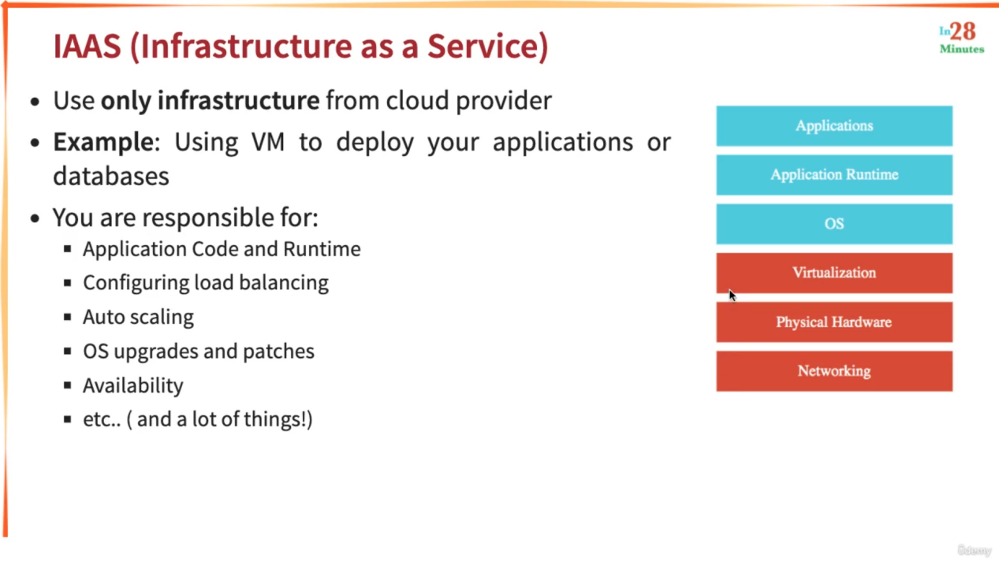 IAAS (Infrastructure as a Service)
In28
Minutes
• Use only infrastructure from cloud provider
• Example: Using VM to deploy your applications or
databases
• You are responsible for:
▪ Application Code and Runtime
▪ Configuring load balancing
▪ Auto scaling
▪ OS upgrades and patches
▪ Availability
▪ etc.. ( and a lot of things!)
Applications
Application Runtime
OS
Virtualization
Physical Hardware
Networking
ûdemy